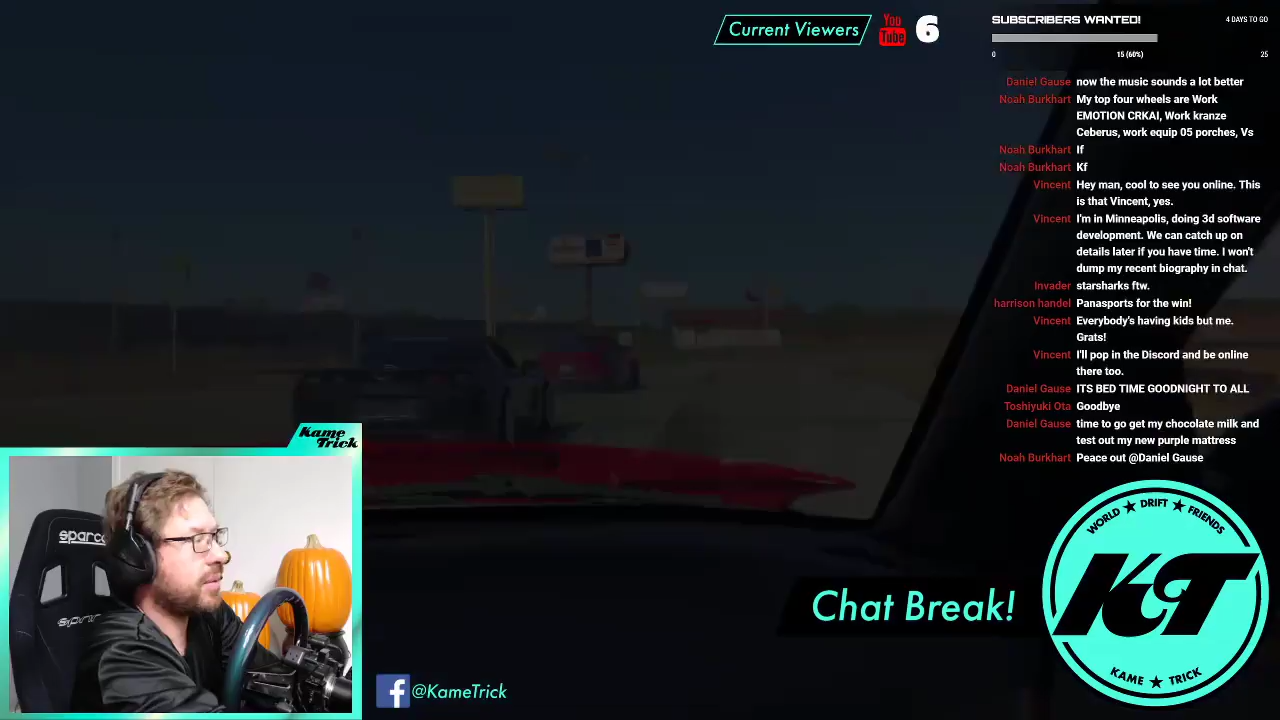 Current Viewers
You
Tube
6
SUBSCRIBERS WANTED!
4 DAYS TO GO
0
15 (60%)
25
Daniel Gause now the music sounds a lot better
Noah Burkhart My top four wheels are Work
EMOTION CRKAI, Work kranze
Ceberus, work equip 05 porches, Vs
Noah Burkhart If
Noah Burkhart Kf
Vincent Hey man, cool to see you online. This
is that Vincent, yes.
Vincent I'm in Minneapolis, doing 3d software
development. We can catch up on
details later if you have time. I won't
dump my recent biography in chat.
Invader starsharks ftw.
harrison handel Panasports for the win!
Vincent Everybody's having kids but me.
Grats!
Vincent I'll pop in the Discord and be online
there too.
Daniel Gause ITS BED TIME GOODNIGHT TO ALL
Toshiyuki Ota Goodbye
Daniel Gause time to go get my chocolate milk and
test out my new purple mattress
Noah Burkhart Peace out @Daniel Gause
Kame
Trick
sparco
Chat Break!
WORLD ★ DRIFT ★ FRIENDS
KT
KAME ★ TRICK
f @KameTrick